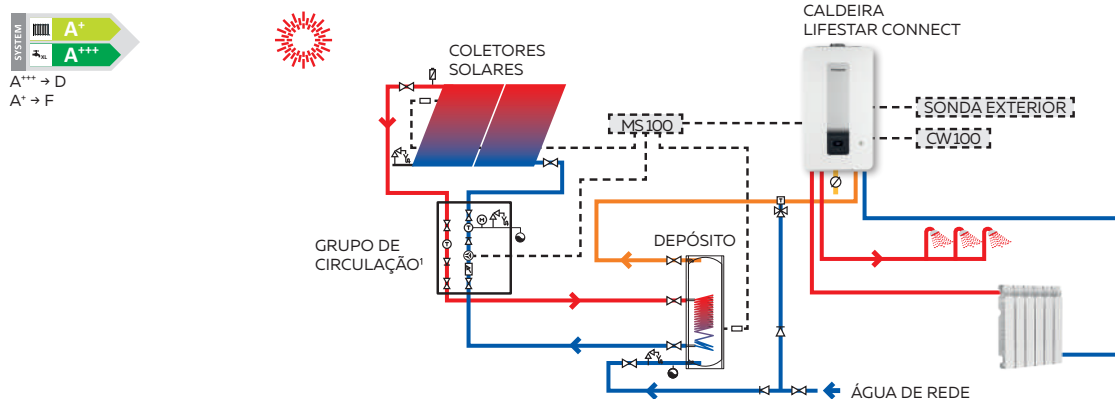 SYSTEM
A⁺
XL
A⁺⁺⁺
A⁺⁺⁺ → D
A⁺ → F
COLETORES
SOLARES
CALDEIRA
LIFESTAR CONNECT
MS100
SONDA EXTERIOR
CW100
GRUPO DE
CIRCULAÇÃO¹
DEPÓSITO
T
M
T
T
ÁGUA DE REDE